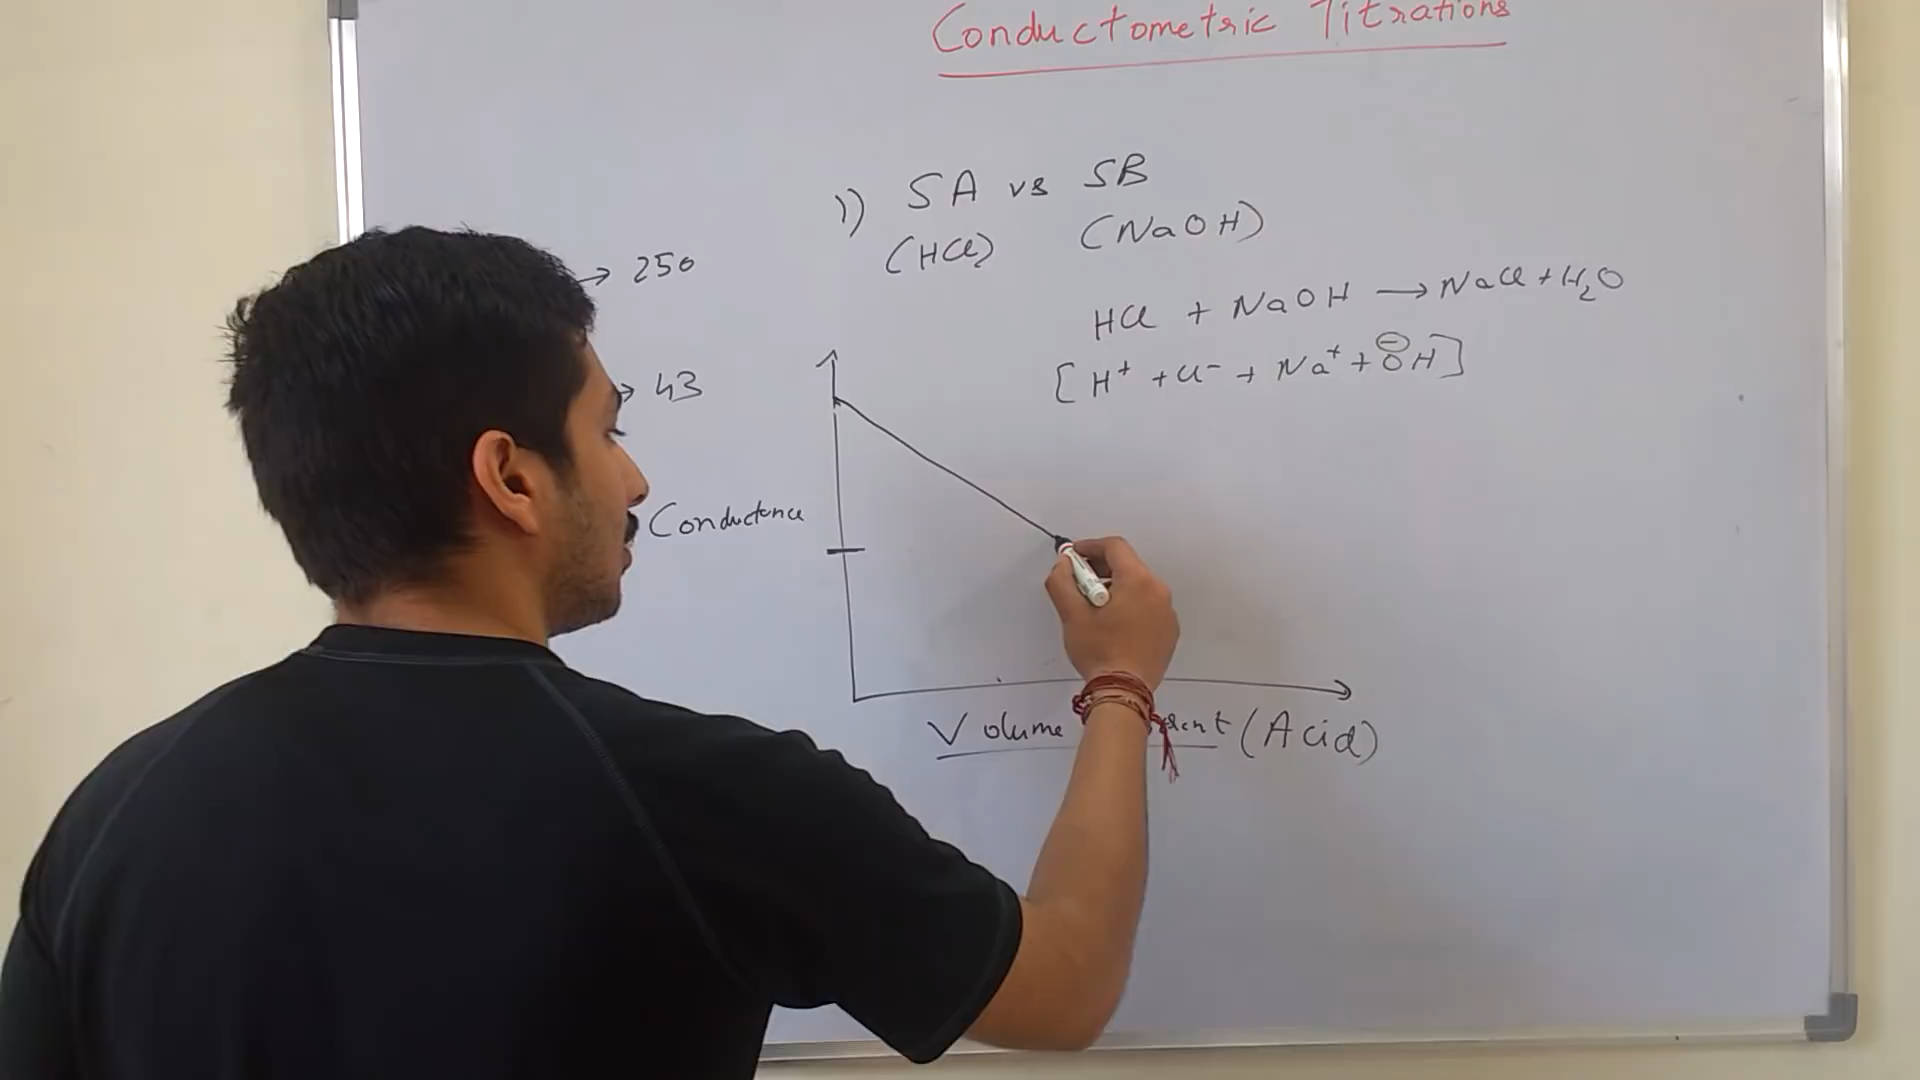 Conductometric Titrations
1) SA vs SB
(HCl) (NaOH)
→ 250
HCl + NaOH → NaCl + H₂O
[H⁺ + Cl⁻ + Na⁺ + ⊖OH]
→ 43
Conductance
Volume (Acid)